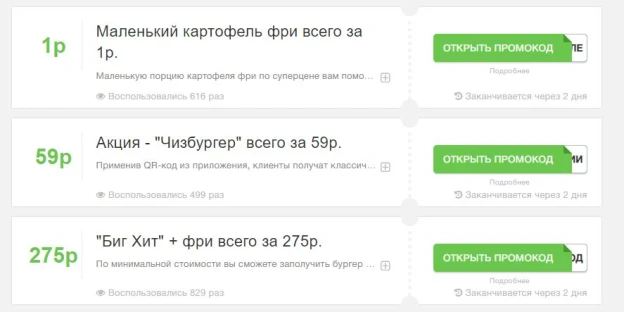 1р
Маленький картофель фри всего за
1р.
Маленькую порцию картофеля фри по суперцене вам помо...
Воспользовались 616 раз
ОТКРЫТЬ ПРОМОКОД
ЛЕ
Подробнее
Заканчивается через 2 дня
59р
Акция - "Чизбургер" всего за 59р.
Применив QR-код из приложения, клиенты получат классич...
Воспользовались 499 раз
ОТКРЫТЬ ПРОМОКОД
ИИ
Подробнее
Заканчивается через 2 дня
275р
"Биг Хит" + фри всего за 275р.
По минимальной стоимости вы сможете заполучить бургер ...
Воспользовались 829 раз
ОТКРЫТЬ ПРОМОКОД
ОД
Подробнее
Заканчивается через 2 дня